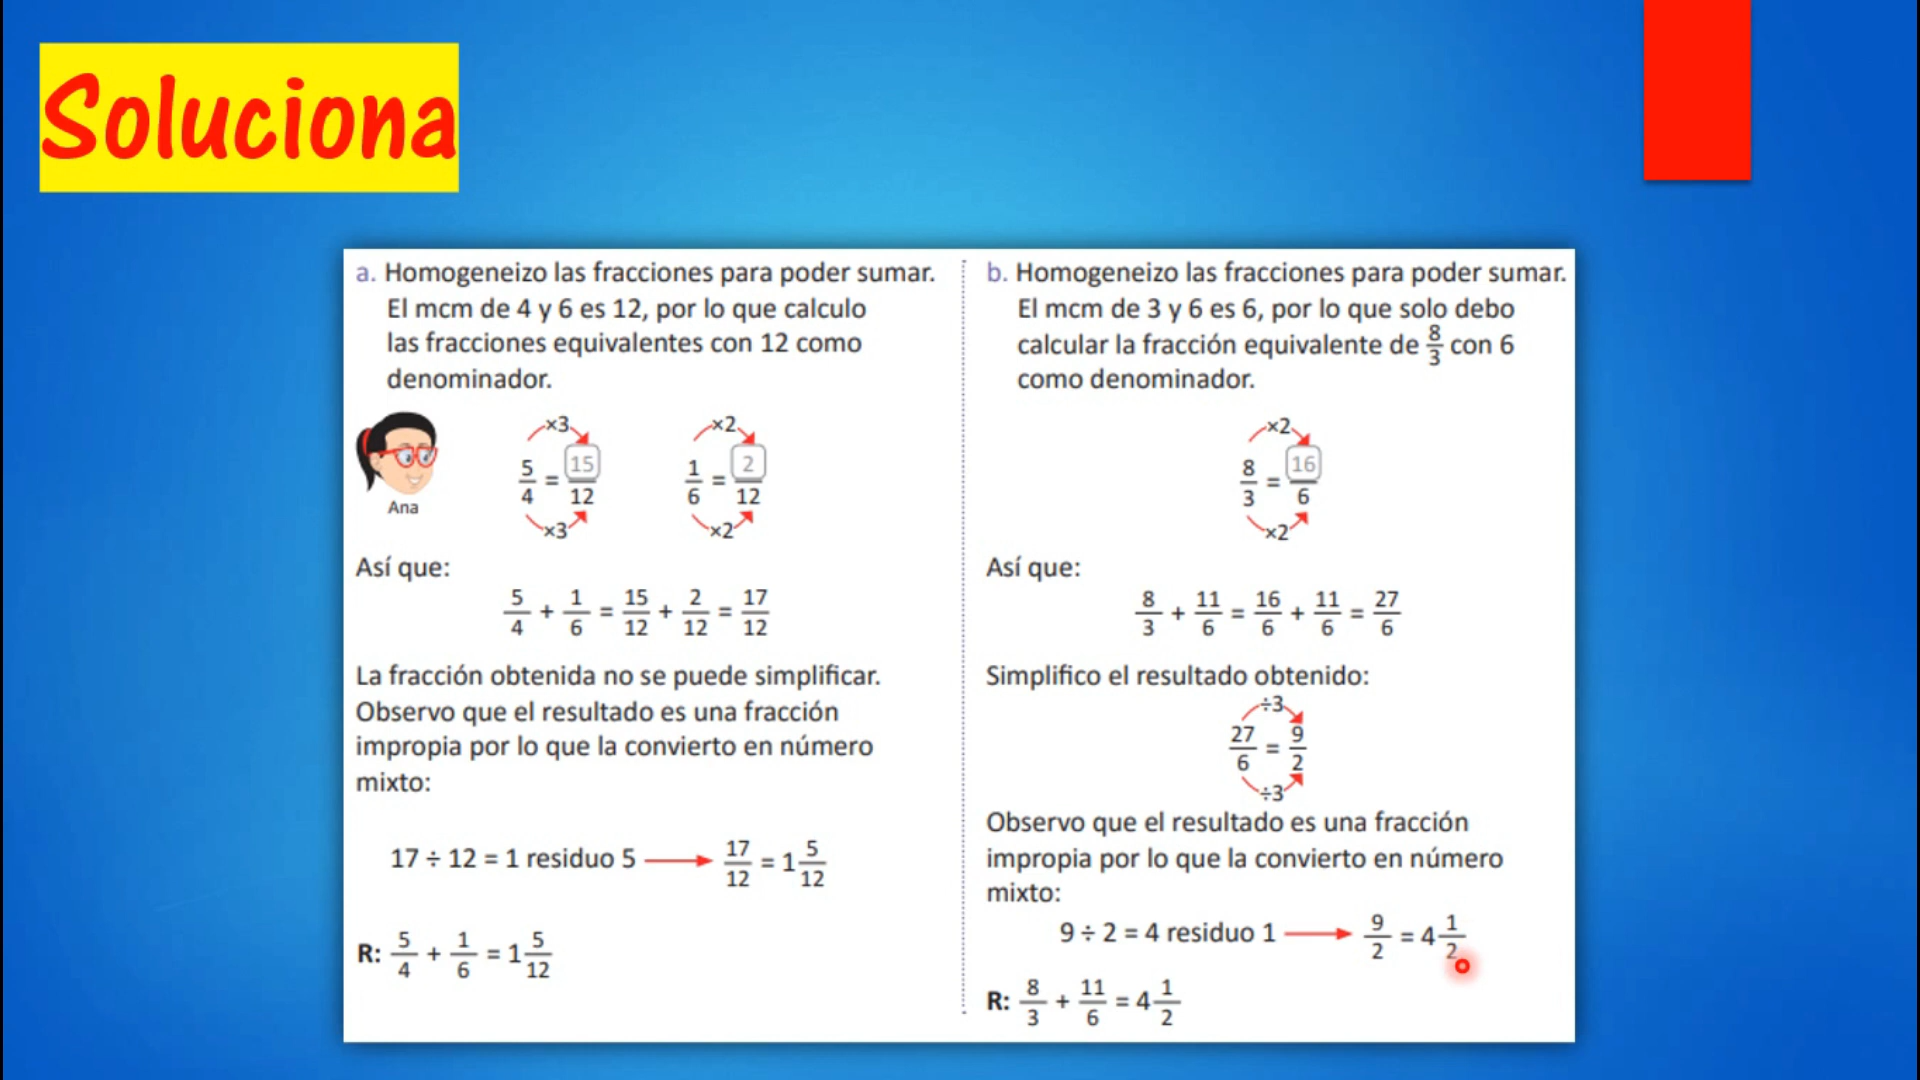 Soluciona
a. Homogeneizo las fracciones para poder sumar.
El mcm de 4 y 6 es 12, por lo que calculo
las fracciones equivalentes con 12 como
denominador.
×3 ×2
5/4 = 15/12 1/6 = 2/12
×3 ×2
Ana
Así que:
5/4 + 1/6 = 15/12 + 2/12 = 17/12
La fracción obtenida no se puede simplificar.
Observo que el resultado es una fracción
impropia por lo que la convierto en número
mixto:
17 ÷ 12 = 1 residuo 5 → 17/12 = 1 5/12
R: 5/4 + 1/6 = 1 5/12
b. Homogeneizo las fracciones para poder sumar.
El mcm de 3 y 6 es 6, por lo que solo debo
calcular la fracción equivalente de 8/3 con 6
como denominador.
×2
8/3 = 16/6
×2
Así que:
8/3 + 11/6 = 16/6 + 11/6 = 27/6
Simplifico el resultado obtenido:
÷3
27/6 = 9/2
÷3
Observo que el resultado es una fracción
impropia por lo que la convierto en número
mixto:
9 ÷ 2 = 4 residuo 1 → 9/2 = 4 1/2
R: 8/3 + 11/6 = 4 1/2